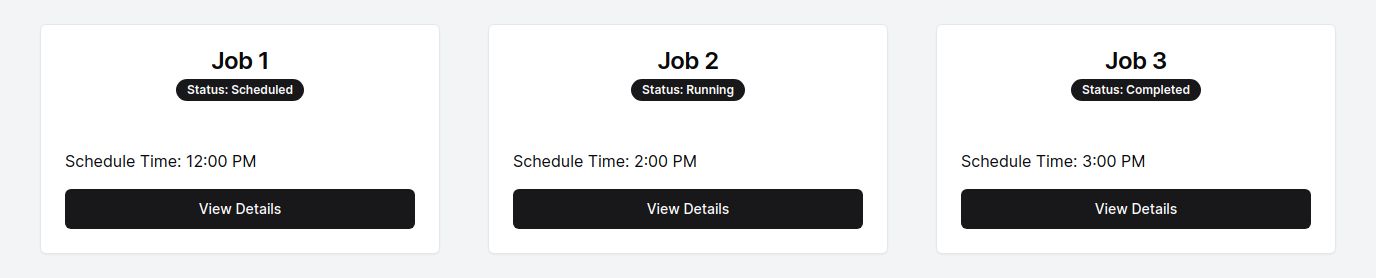 Job 1
Status: Scheduled
Schedule Time: 12:00 PM
View Details
Job 2
Status: Running
Schedule Time: 2:00 PM
View Details
Job 3
Status: Completed
Schedule Time: 3:00 PM
View Details